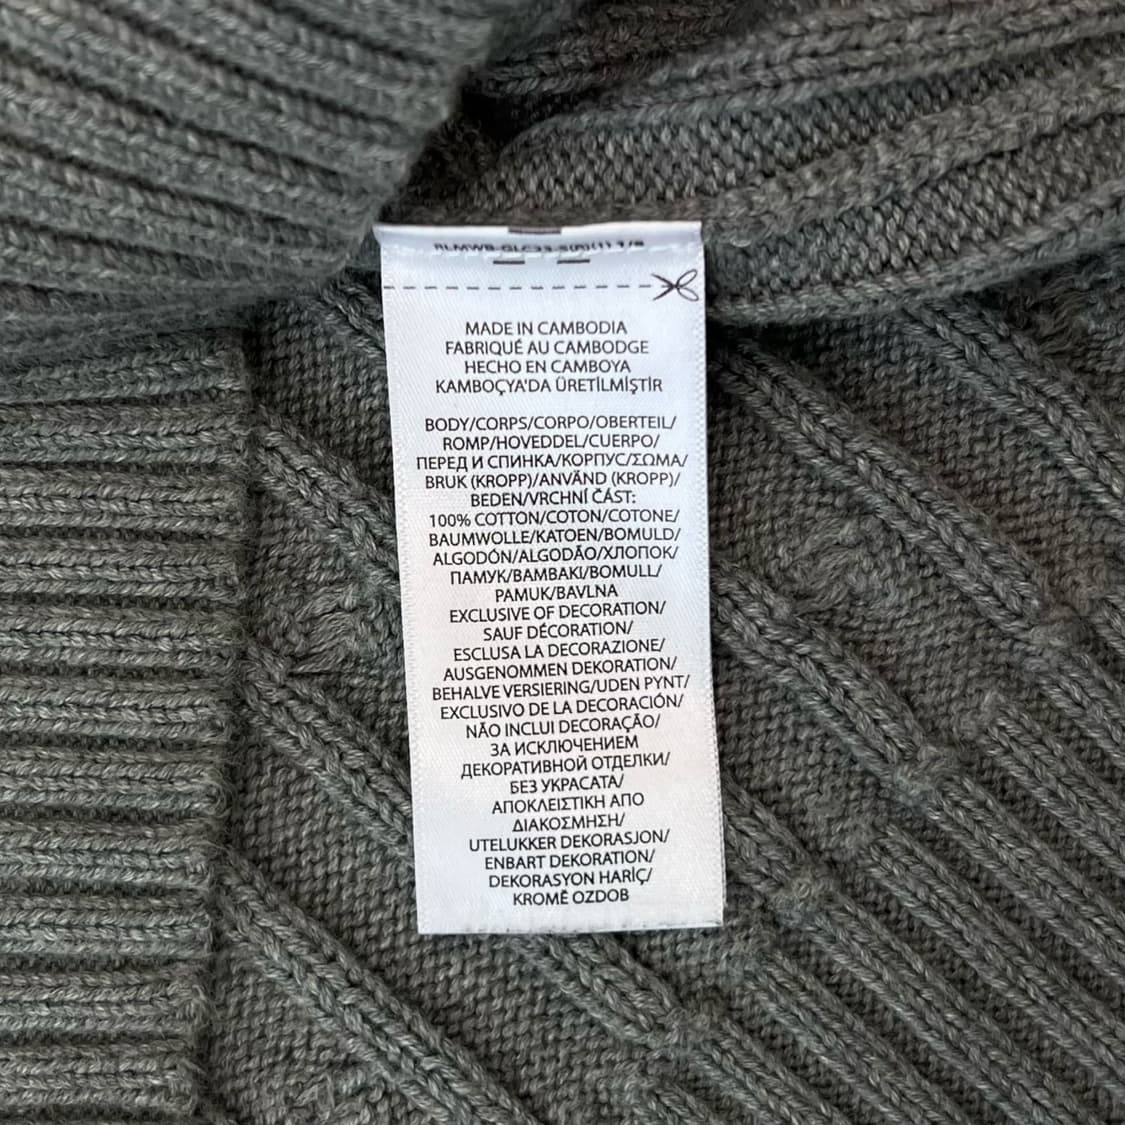 MADE IN CAMBODIA
FABRIQUÉ AU CAMBODGE
HECHO EN CAMBOYA
KAMBOÇYA'DA ÜRETİLMİŞTİR
BODY/CORPS/CORPO/OBERTEIL/
ROMP/HOVEDDEL/CUERPO/
ПЕРЕД И СПИНКА/КОРПУС/ΣΩΜΑ/
BRUK (KROPP)/ANVÄND (KROPP)/
BEDEN/VRCHNÍ ČÁST:
100% COTTON/COTON/COTONE/
BAUMWOLLE/KATOEN/BOMULD/
ALGODÓN/ALGODÃO/ХЛОПОК/
ПАМУК/ΒΑΜΒΑΚΙ/BOMULL/
PAMUK/BAVLNA
EXCLUSIVE OF DECORATION/
SAUF DÉCORATION/
ESCLUSA LA DECORAZIONE/
AUSGENOMMEN DEKORATION/
BEHALVE VERSIERING/UDEN PYNT/
EXCLUSIVO DE LA DECORACIÓN/
NÃO INCLUI DECORAÇÃO/
ЗА ИСКЛЮЧЕНИЕМ
ДЕКОРАТИВНОЙ ОТДЕЛКИ/
БЕЗ УКРАСАТА/
ΑΠΟΚΛΕΙΣΤΙΚΗ ΑΠΟ
ΔΙΑΚΟΣΜΗΣΗ/
UTELUKKER DEKORASJON/
ENBART DEKORATION/
DEKORASYON HARİÇ/
KROMĚ OZDOB